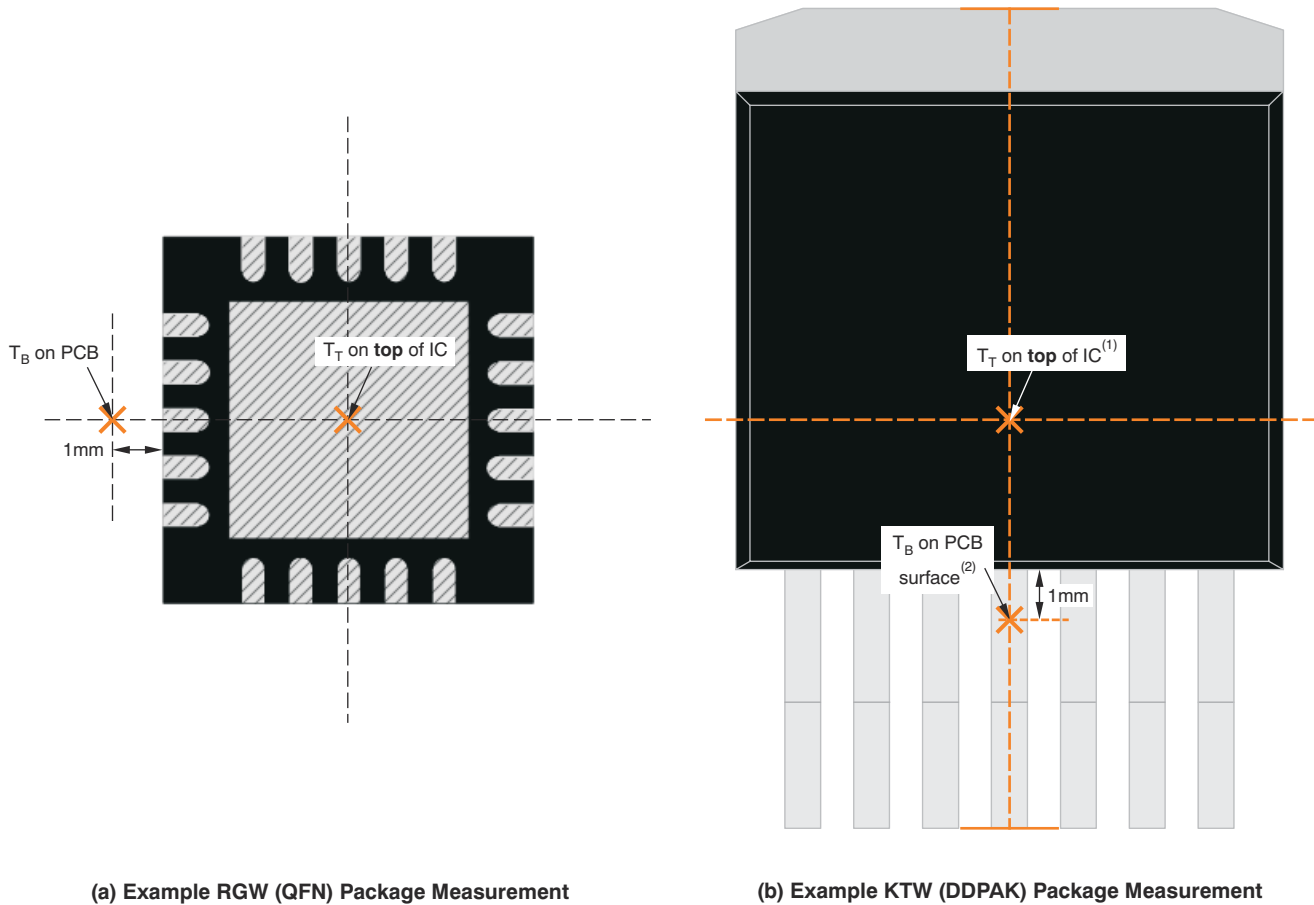 T_B on PCB
1mm
T_T on top of IC
(a) Example RGW (QFN) Package Measurement
T_T on top of IC(1)
T_B on PCB
surface(2)
1mm
(b) Example KTW (DDPAK) Package Measurement